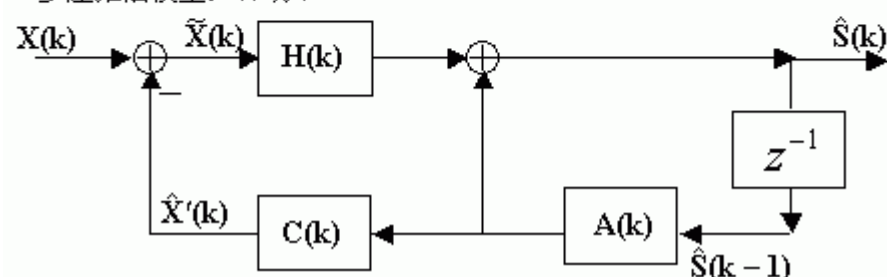 X(k)
X̃(k)
H(k)
Ŝ(k)
z⁻¹
−
X̂′(k)
C(k)
A(k)
Ŝ(k − 1)